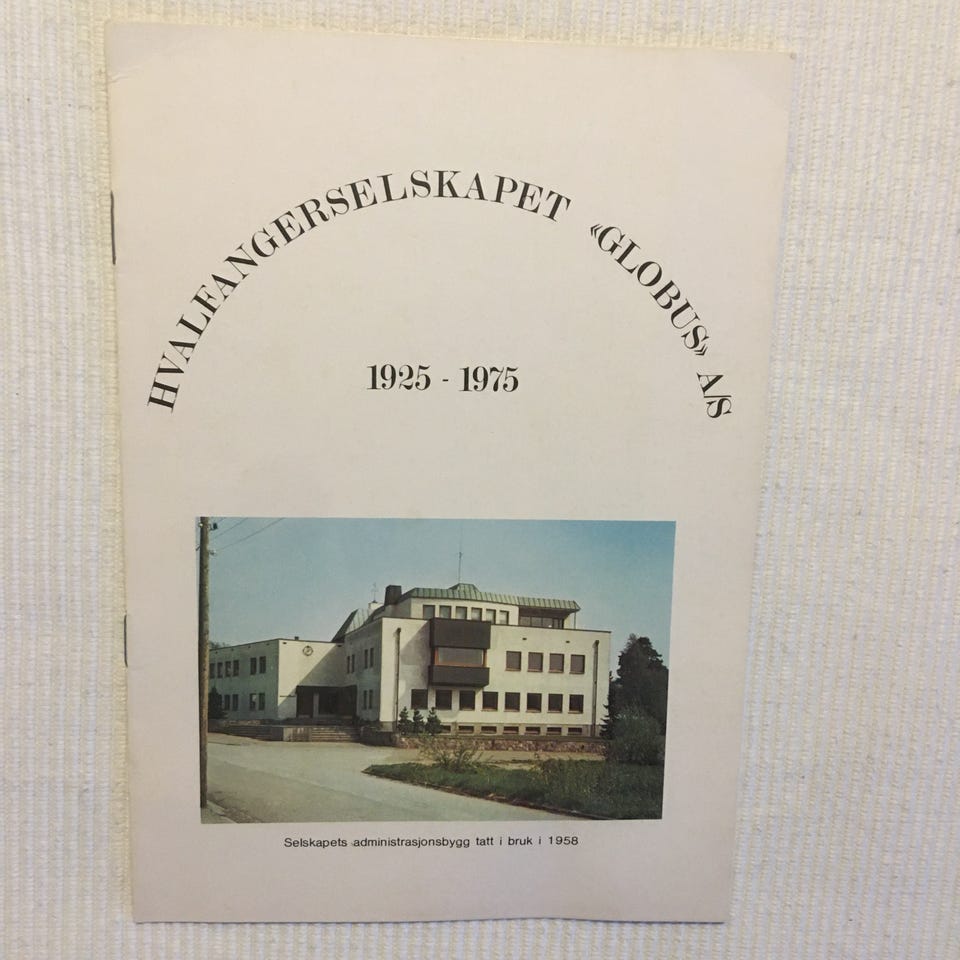 HVALFANGERSELSKAPET «GLOBUS» A/S
1925 - 1975
Selskapets administrasjonsbygg tatt i bruk i 1958